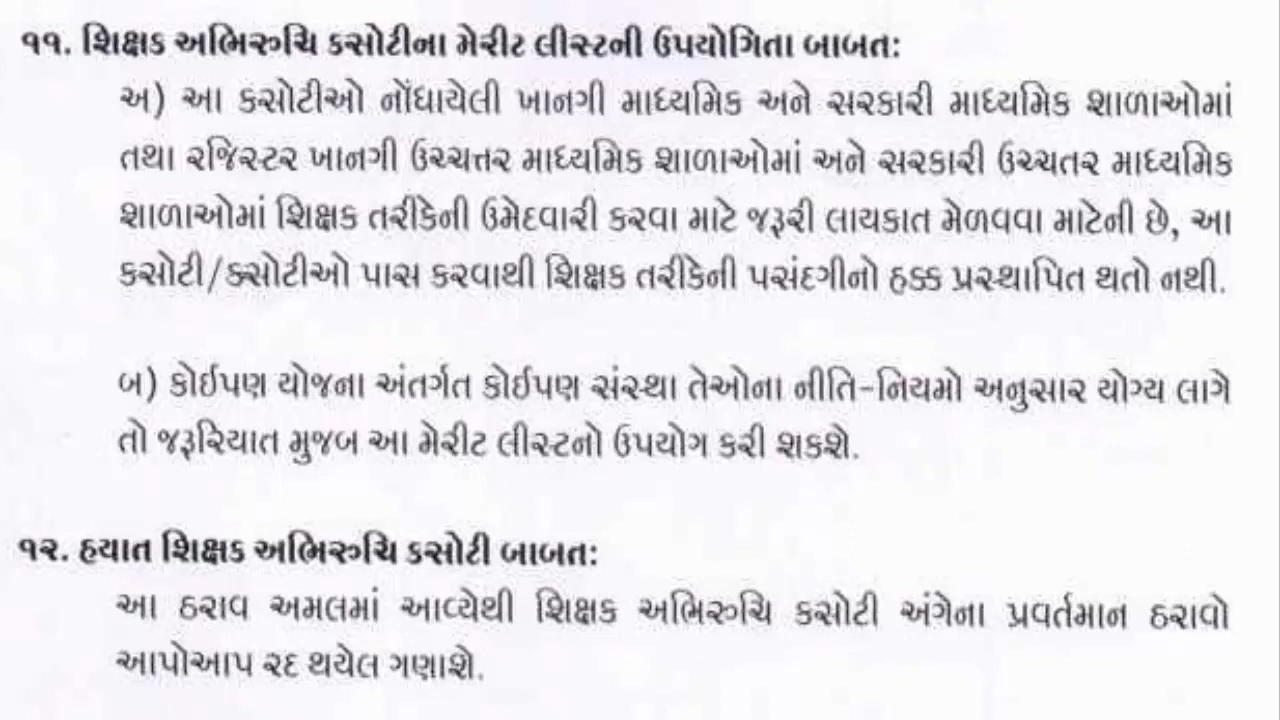 ૧૧. શિક્ષક અભિરુચિ કસોટીના મેરીટ લીસ્ટની ઉપયોગિતા બાબત:
અ) આ કસોટીઓ નોંધાયેલી ખાનગી માધ્યમિક અને સરકારી માધ્યમિક શાળાઓમાં
તથા રજિસ્ટર ખાનગી ઉચ્ચત્તર માધ્યમિક શાળાઓમાં અને સરકારી ઉચ્ચતર માધ્યમિક
શાળાઓમાં શિક્ષક તરીકેની ઉમેદવારી કરવા માટે જરૂરી લાયકાત મેળવવા માટેની છે, આ
કસોટી/ક્સોટીઓ પાસ કરવાથી શિક્ષક તરીકેની પસંદગીનો હક્ક પ્રસ્થાપિત થતો નથી.
બ) કોઈપણ યોજના અંતર્ગત કોઈપણ સંસ્થા તેઓના નીતિ-નિયમો અનુસાર યોગ્ય લાગે
તો જરૂરિયાત મુજબ આ મેરીટ લીસ્ટનો ઉપયોગ કરી શકશે.
૧૨. હયાત શિક્ષક અભિરુચિ કસોટી બાબત:
આ ઠરાવ અમલમાં આવ્યેથી શિક્ષક અભિરુચિ કસોટી અંગેના પ્રવર્તમાન ઠરાવો
આપોઆપ રદ થયેલ ગણાશે.